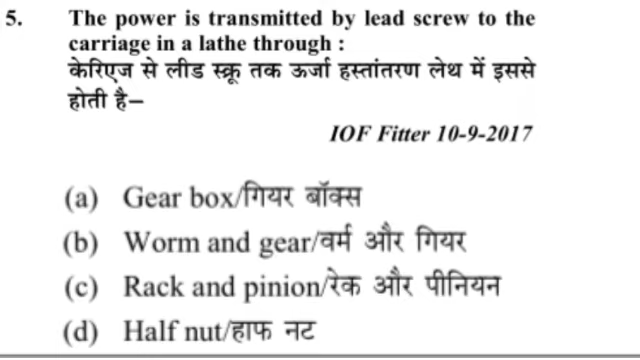 5. The power is transmitted by lead screw to the
carriage in a lathe through :
केरिएज से लीड स्क्रू तक ऊर्जा हस्तांतरण लेथ में इससे
होती है–
IOF Fitter 10-9-2017
(a) Gear box/गियर बॉक्स
(b) Worm and gear/वर्म और गियर
(c) Rack and pinion/रेक और पीनियन
(d) Half nut/हाफ नट